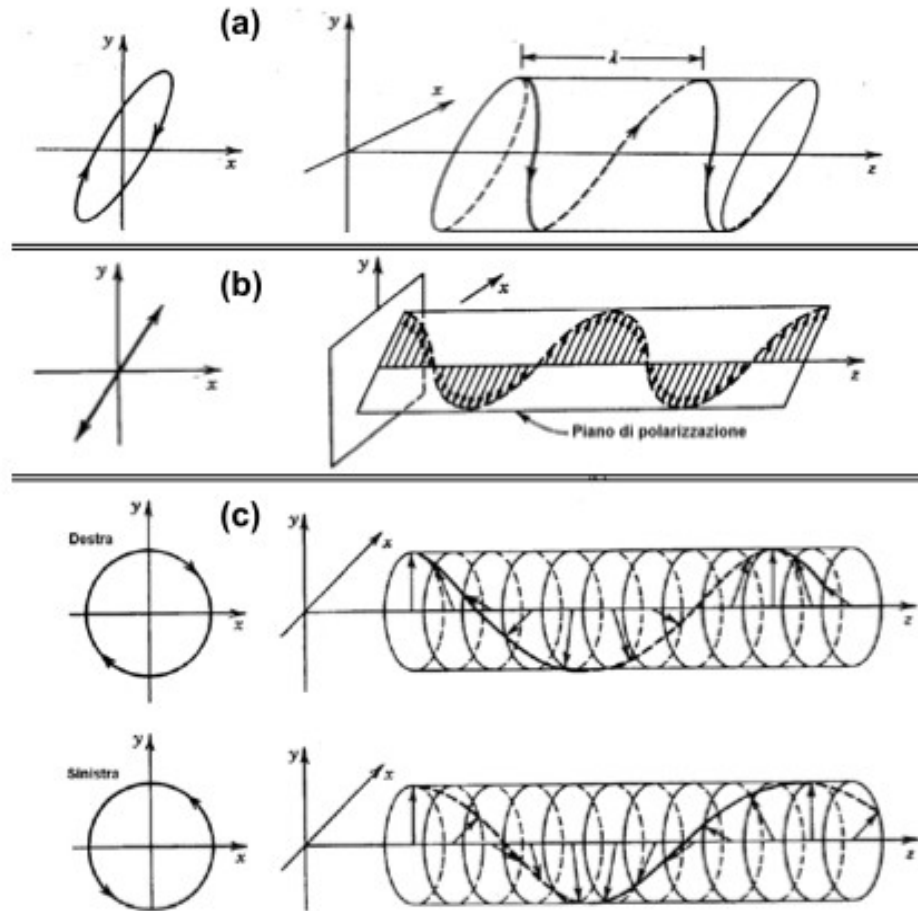 (a)
y
x
λ
x
z
(b)
y
x
y
x
z
Piano di polarizzazione
(c)
Destra
y
x
y
x
z
Sinistra
y
x
y
x
z